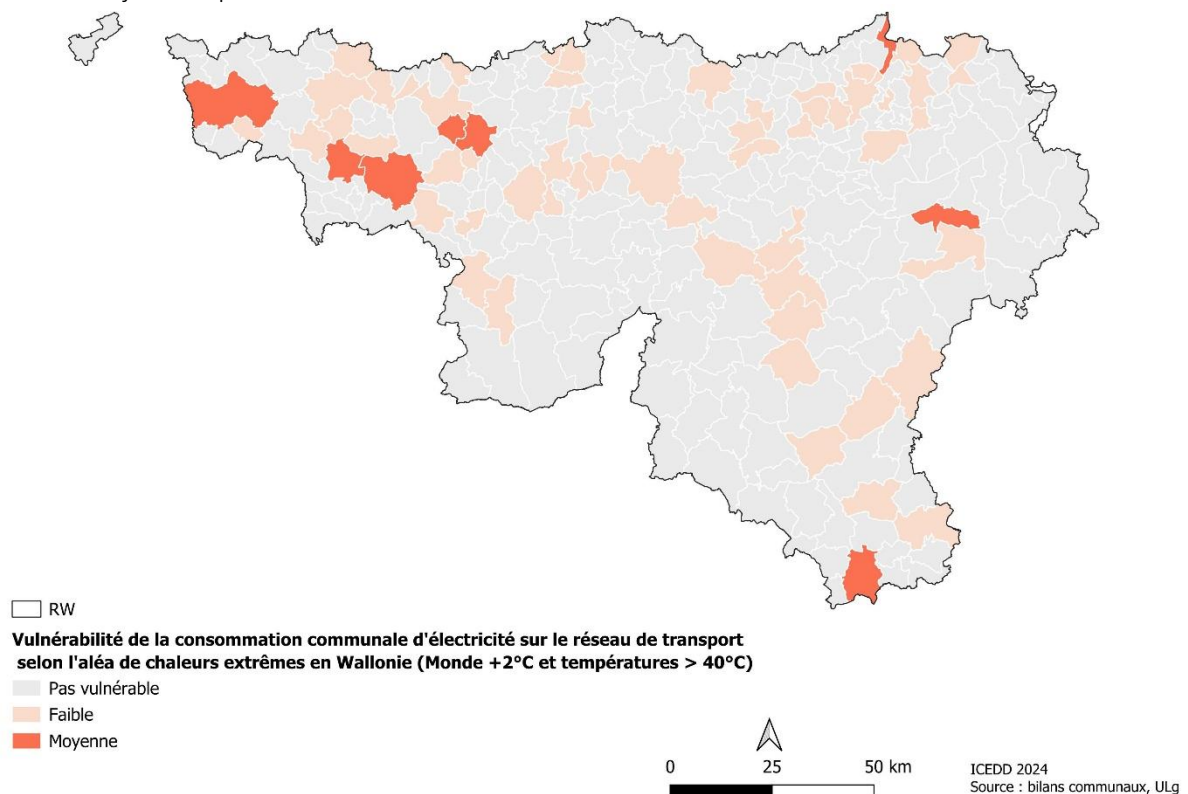 RW
Vulnérabilité de la consommation communale d'électricité sur le réseau de transport
selon l'aléa de chaleurs extrêmes en Wallonie (Monde +2°C et températures > 40°C)
Pas vulnérable
Faible
Moyenne
0 25 50 km
ICEDD 2024
Source : bilans communaux, ULg